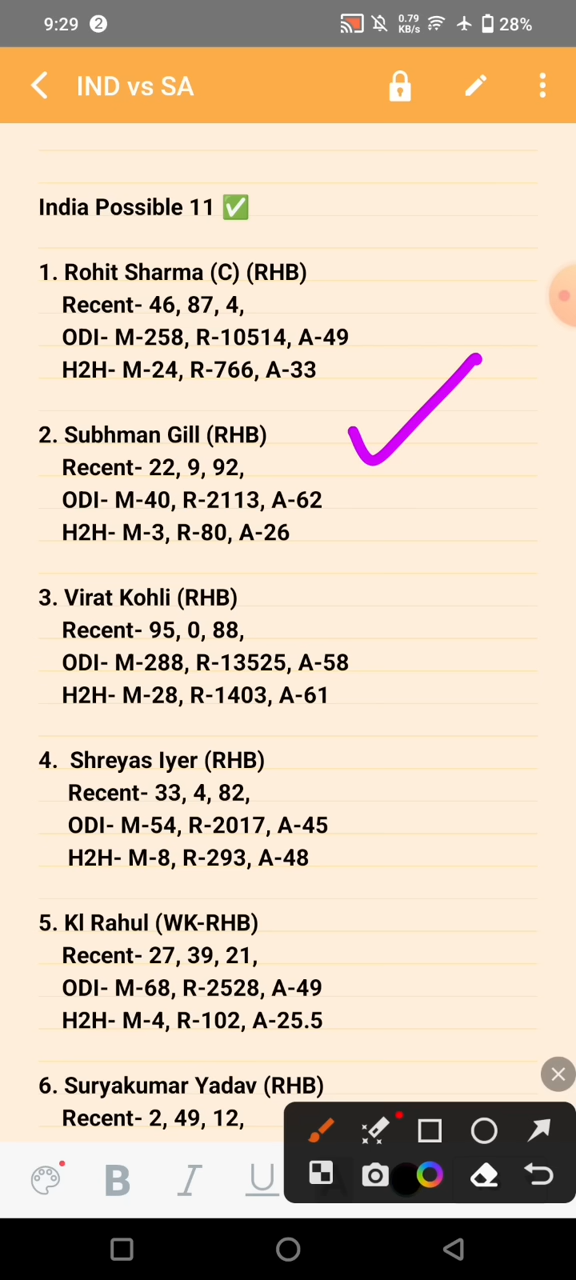 9:29 2 0.79 KB/s 28%
IND vs SA
India Possible 11 ✅
1. Rohit Sharma (C) (RHB)
Recent- 46, 87, 4,
ODI- M-258, R-10514, A-49
H2H- M-24, R-766, A-33
2. Subhman Gill (RHB)
Recent- 22, 9, 92,
ODI- M-40, R-2113, A-62
H2H- M-3, R-80, A-26
3. Virat Kohli (RHB)
Recent- 95, 0, 88,
ODI- M-288, R-13525, A-58
H2H- M-28, R-1403, A-61
4. Shreyas Iyer (RHB)
Recent- 33, 4, 82,
ODI- M-54, R-2017, A-45
H2H- M-8, R-293, A-48
5. Kl Rahul (WK-RHB)
Recent- 27, 39, 21,
ODI- M-68, R-2528, A-49
H2H- M-4, R-102, A-25.5
6. Suryakumar Yadav (RHB)
Recent- 2, 49, 12,
B I U